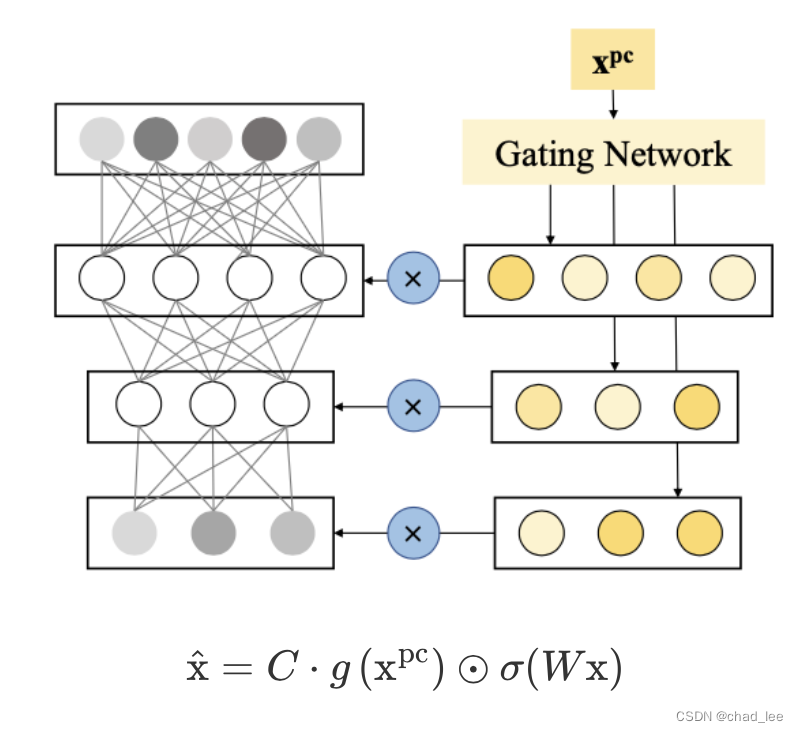 x^pc
Gating Network
×
×
×
x̂ = C · g (x^pc) ⊙ σ(Wx)
CSDN @chad_lee